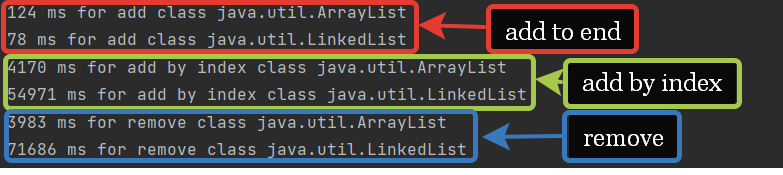 124 ms for add class java.util.ArrayList
78 ms for add class java.util.LinkedList
add to end
4170 ms for add by index class java.util.ArrayList
54971 ms for add by index class java.util.LinkedList
add by index
3983 ms for remove class java.util.ArrayList
71686 ms for remove class java.util.LinkedList
remove